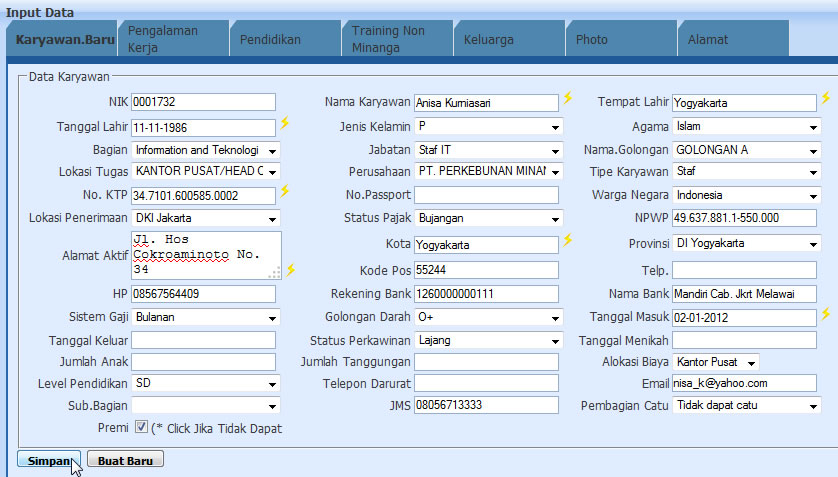 Input Data
Karyawan.Baru Pengalaman Kerja Pendidikan Training Non Minanga Keluarga Photo Alamat
Data Karyawan
NIK 0001732 Nama Karyawan Anisa Kumiasari Tempat Lahir Yogyakarta
Tanggal Lahir 11-11-1986 Jenis Kelamin P Agama Islam
Bagian Information and Teknologi Jabatan Staf IT Nama.Golongan GOLONGAN A
Lokasi Tugas KANTOR PUSAT/HEAD C Perusahaan PT. PERKEBUNAN MINAN Tipe Karyawan Staf
No. KTP 34.7101.600585.0002 No.Passport Warga Negara Indonesia
Lokasi Penerimaan DKI Jakarta Status Pajak Bujangan NPWP 49.637.881.1-550.000
Alamat Aktif Jl. Hos Cokroaminoto No. 34 Kota Yogyakarta Provinsi DI Yogyakarta
Kode Pos 55244 Telp.
HP 08567564409 Rekening Bank 1260000000111 Nama Bank Mandiri Cab. Jkrt Melawai
Sistem Gaji Bulanan Golongan Darah O+ Tanggal Masuk 02-01-2012
Tanggal Keluar Status Perkawinan Lajang Tanggal Menikah
Jumlah Anak Jumlah Tanggungan Alokasi Biaya Kantor Pusat
Level Pendidikan SD Telepon Darurat Email nisa_k@yahoo.com
Sub.Bagian JMS 08056713333 Pembagian Catu Tidak dapat catu
Premi (* Click Jika Tidak Dapat
Simpan Buat Baru